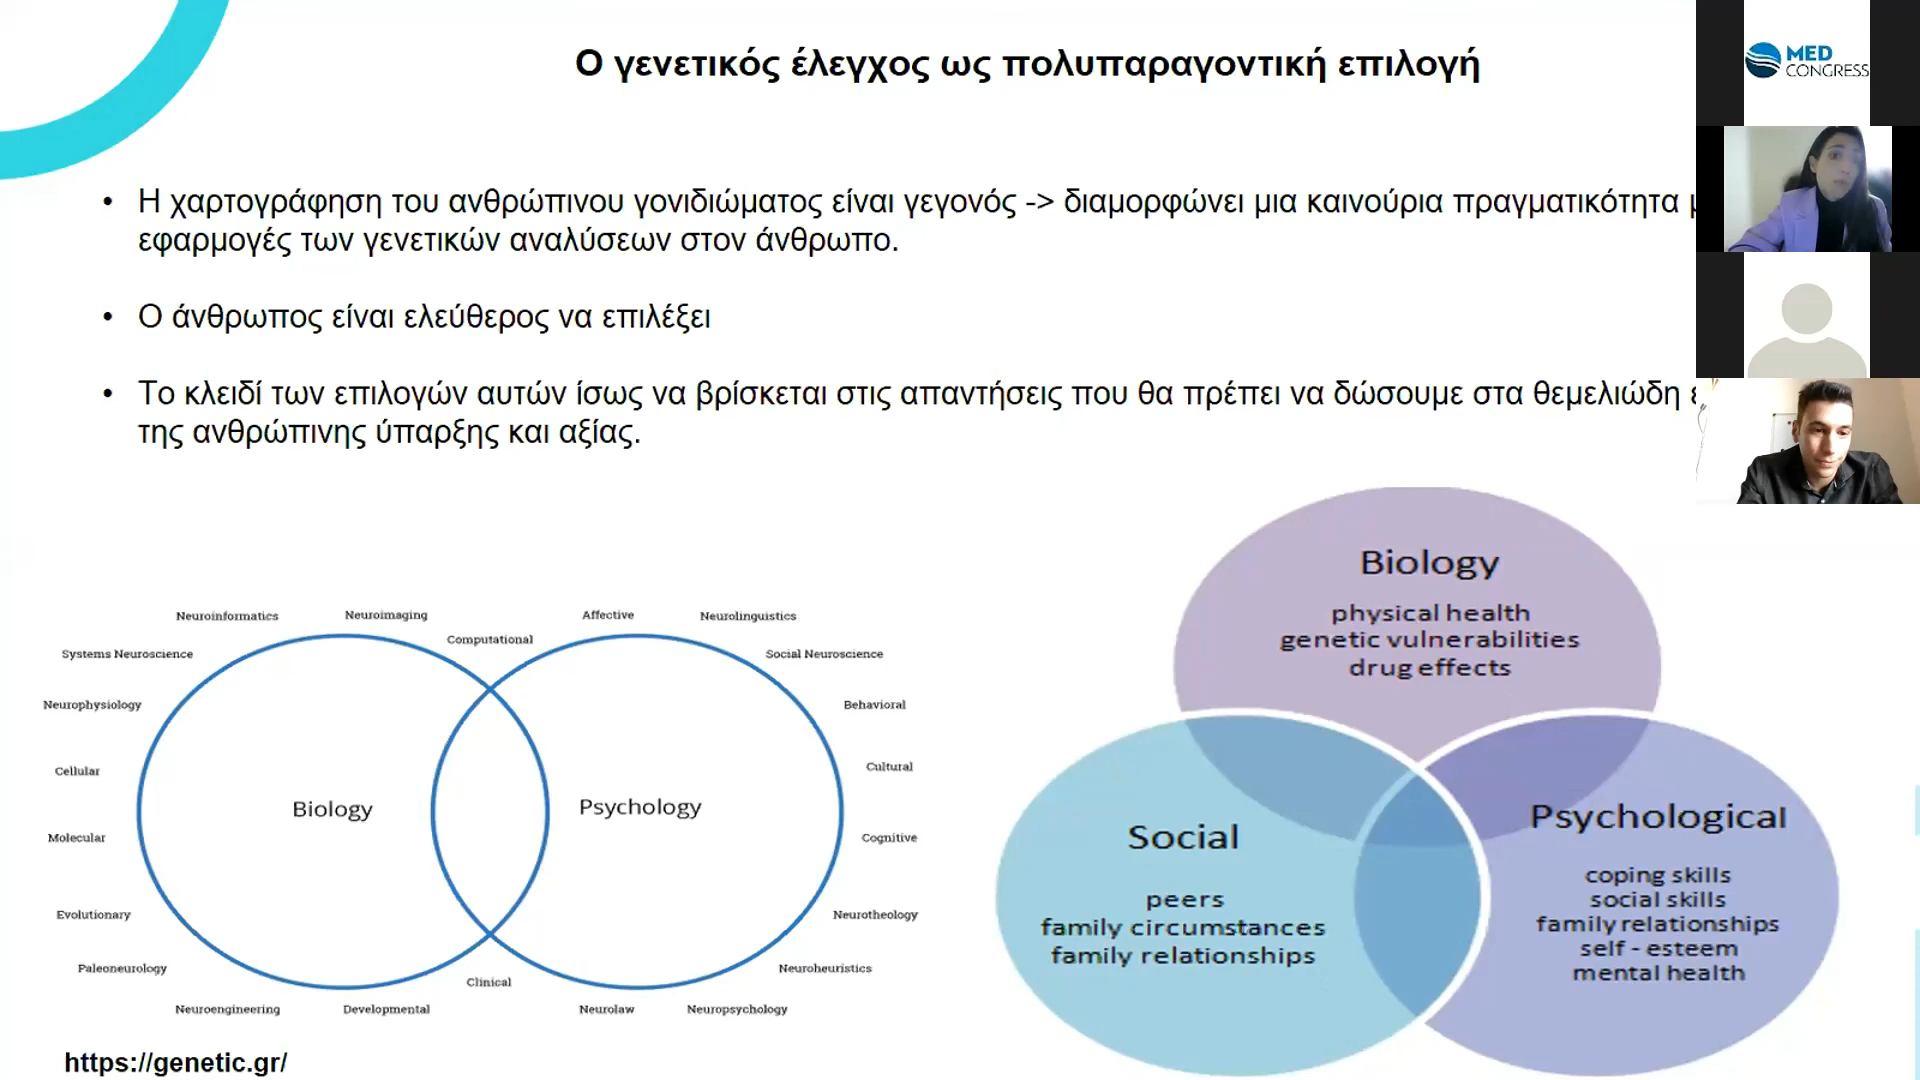 Ο γενετικός έλεγχος ως πολυπαραγοντική επιλογή
MED
CONGRESS
• Η χαρτογράφηση του ανθρώπινου γονιδιώματος είναι γεγονός -> διαμορφώνει μια καινούρια πραγματικότητα
εφαρμογές των γενετικών αναλύσεων στον άνθρωπο.
• Ο άνθρωπος είναι ελεύθερος να επιλέξει
• Το κλειδί των επιλογών αυτών ίσως να βρίσκεται στις απαντήσεις που θα πρέπει να δώσουμε στα θεμελιώδη
της ανθρώπινης ύπαρξης και αξίας.
Neuroinformatics
Neuroimaging
Computational
Affective
Neurolinguistics
Systems Neuroscience
Social Neuroscience
Neurophysiology
Behavioral
Cellular
Cultural
Biology
Psychology
Molecular
Cognitive
Evolutionary
Neurotheology
Paleoneurology
Neuroheuristics
Clinical
Neuroengineering
Developmental
Neurolaw
Neuropsychology
Biology
physical health
genetic vulnerabilities
drug effects
Social
peers
family circumstances
family relationships
Psychological
coping skills
social skills
family relationships
self - esteem
mental health
https://genetic.gr/